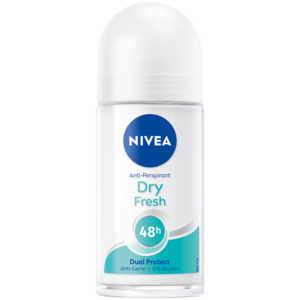 NIVEA
Anti-Perspirant
Dry
Fresh
48h
Dual Protect
Anti-Germ | 0% Alcohol